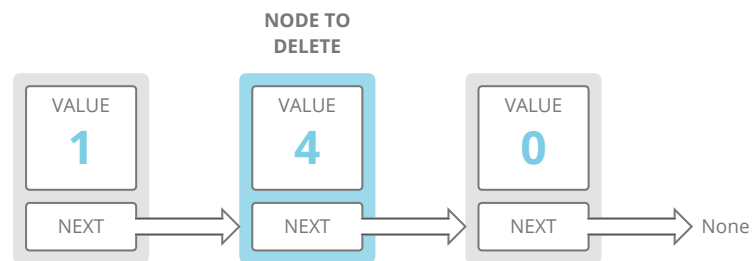 NODE TO
DELETE
VALUE
1
NEXT
VALUE
4
NEXT
VALUE
0
NEXT
None